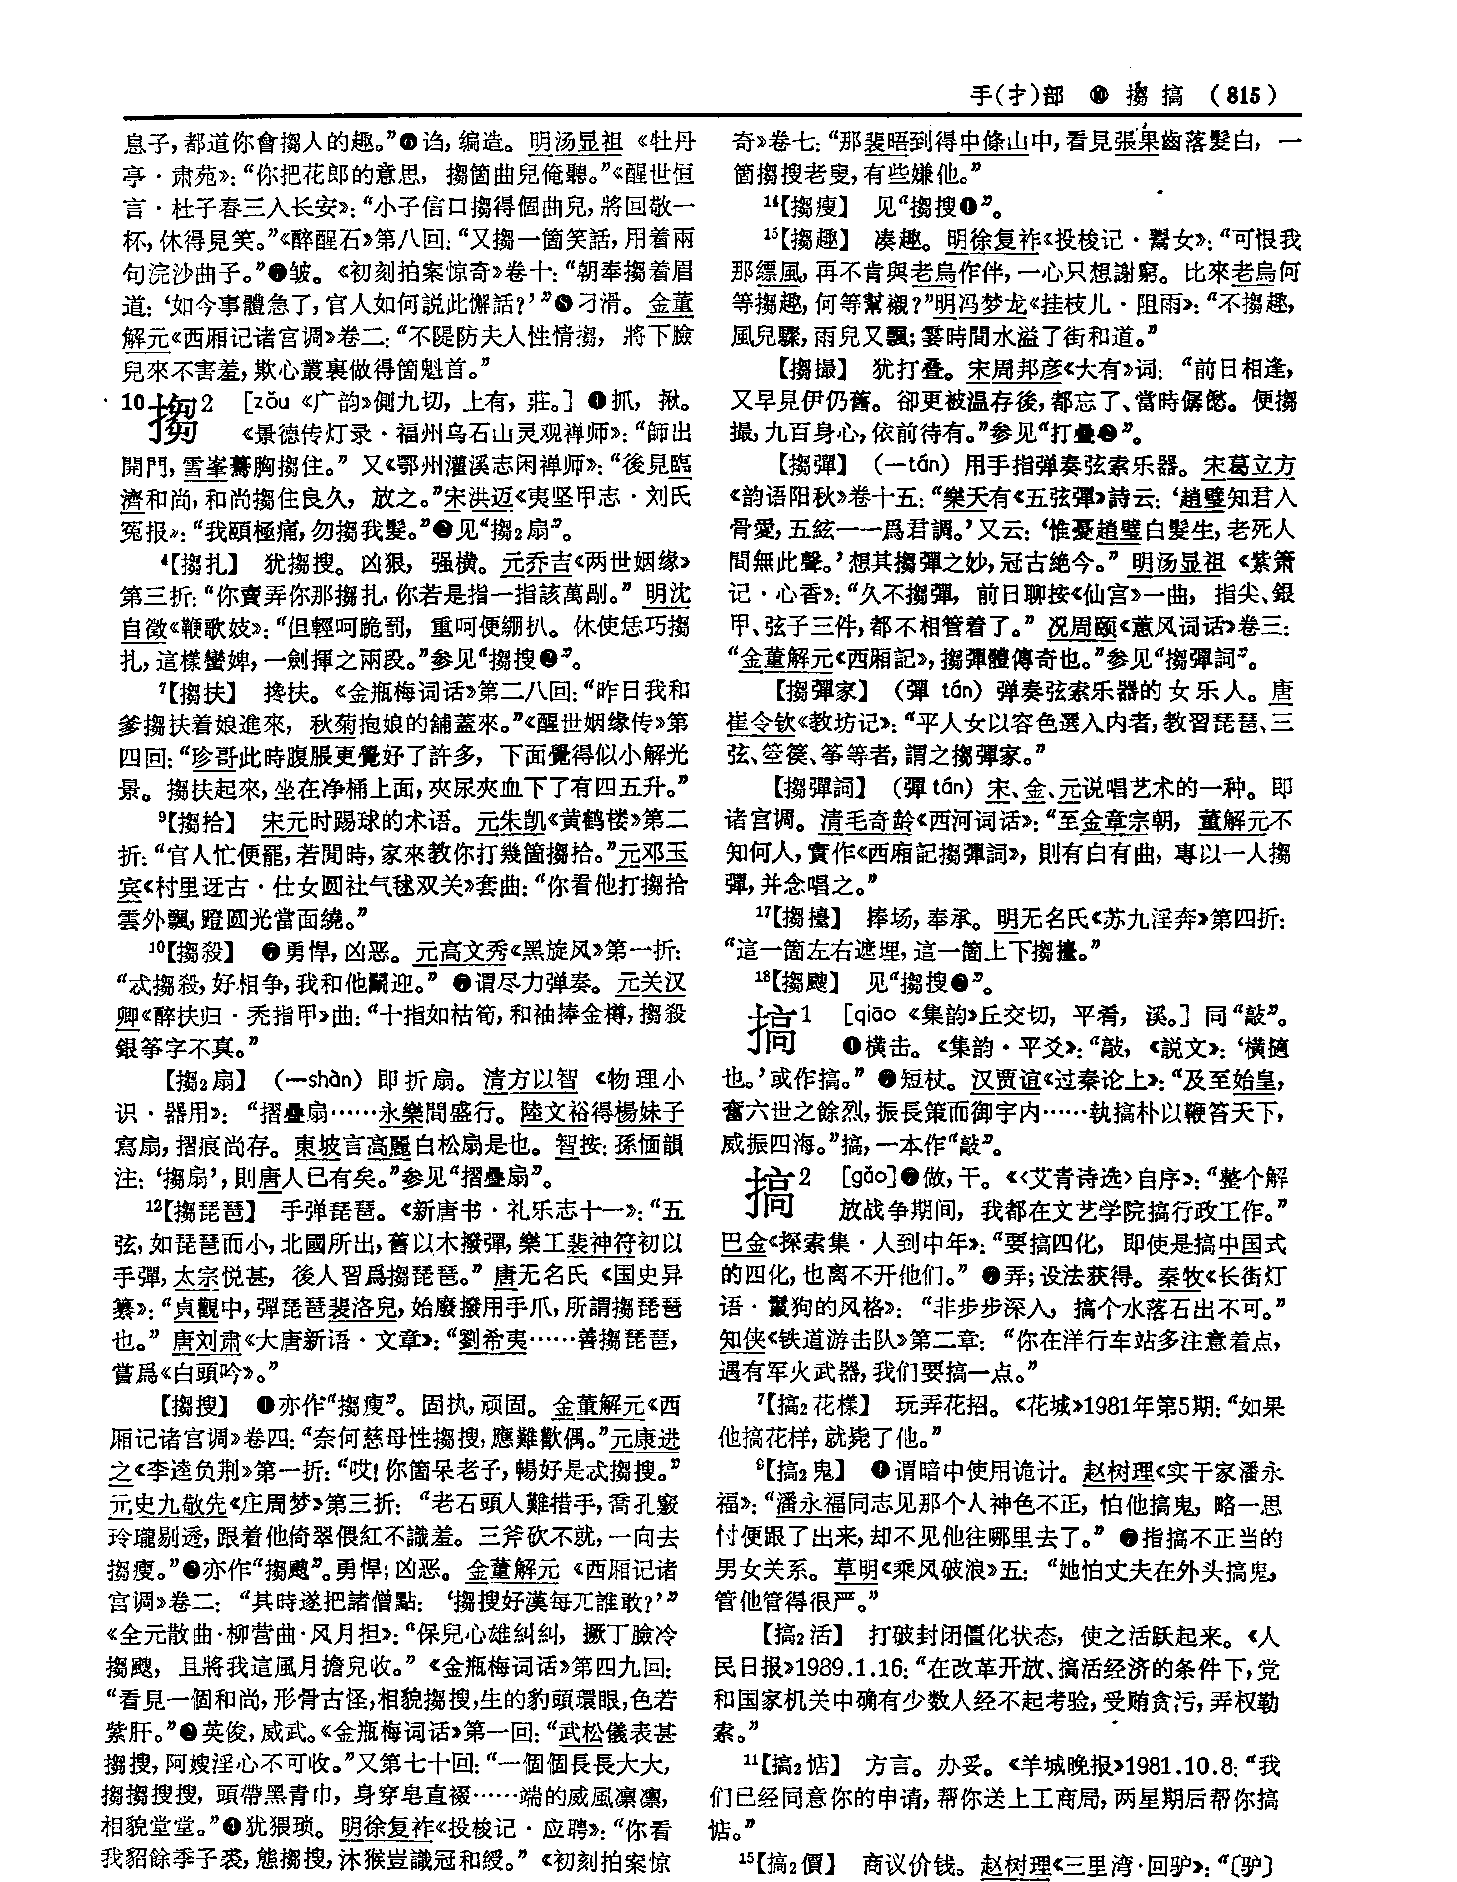 手(扌)部 ❿ 搊 搞 (815)
息子,都道你會搊人的趣。”❻诌,编造。明汤显祖《牡丹
亭·肃苑》:“你把花郎的意思,搊箇曲兒俺聽。”《醒世恒
言·杜子春三入长安》:“小子信口搊得個曲兒,將回敬一
杯,休得見笑。”《醉醒石》第八回:“又搊一箇笑話,用着兩
句浣沙曲子。”❼皱。《初刻拍案惊奇》卷十:“朝奉搊着眉
道:‘如今事體急了,官人如何説此懈話?’”❽刁滑。金董
解元《西厢记诸宫调》卷二:“不隄防夫人性情搊,將下臉
兒來不害羞,欺心叢裏做得箇魁首。”
10搊2 [zǒu《广韵》侧九切,上有,莊。]❶抓,揪。
《景德传灯录·福州乌石山灵观禅师》:“師出
開門,雪峯驀胸搊住。”又《鄂州灌溪志闲禅师》:“後見臨
濟和尚,和尚搊住良久,放之。”宋洪迈《夷坚甲志·刘氏
冤报》:“我頤極痛,勿搊我髮。”❷见“搊2扇”。
4【搊扎】 犹搊搜。凶狠,强横。元乔吉《两世姻缘》
第三折:“你賣弄你那搊扎,你若是指一指該萬剮。”明沈
自徵《鞭歌妓》:“但輕呵脆罰,重呵便绷扒。休使恁巧搊
扎,這樣蠻婢,一劍揮之兩段。”参见“搊搜❷”。
7【搊扶】 搀扶。《金瓶梅词话》第二八回:“昨日我和
爹搊扶着娘進來,秋菊抱娘的舖蓋來。”《醒世姻缘传》第
四回:“珍哥此時腹脹更覺好了許多,下面覺得似小解光
景。搊扶起來,坐在净桶上面,夾尿夾血下了有四五升。”
9【搊拾】 宋元时踢球的术语。元朱凯《黄鹤楼》第二
折:“官人忙便罷,若閒時,家來教你打幾箇搊拾。”元邓玉
宾《村里迓古·仕女圆社气毬双关》套曲:“你看他打搊拾
雲外飄,蹬圓光當面繞。”
10【搊殺】 ❶勇悍,凶恶。元高文秀《黑旋风》第一折:
“忒搊殺,好相争,我和他鬭迎。” ❷谓尽力弹奏。元关汉
卿《醉扶归·秃指甲》曲:“十指如枯筍,和袖捧金樽,搊殺
銀筝字不真。”
【搊2扇】 (—shàn)即折扇。清方以智《物理小
识·器用》:“摺疊扇……永樂間盛行。陸文裕得楊妹子
寫扇,摺痕尚存。東坡言高麗白松扇是也。智按:孫愐韻
注:‘搊扇’,則唐人已有矣。”参见“摺疊扇”。
12【搊琵琶】 手弹琵琶。《新唐书·礼乐志十一》:“五
弦,如琵琶而小,北國所出,舊以木撥彈,樂工裴神符初以
手彈,太宗悦甚,後人習爲搊琵琶。”唐无名氏《国史异
纂》:“貞觀中,彈琵琶裴洛兒,始廢撥用手爪,所謂搊琵琶
也。”唐刘肃《大唐新语·文章》:“劉希夷……善搊琵琶,
嘗爲《白頭吟》。”
【搊搜】 ❶亦作“搊瘦”。固执,顽固。金董解元《西
厢记诸宫调》卷四:“奈何慈母性搊搜,應難歡偶。”元康进
之《李逵负荆》第一折:“哎!你箇呆老子,暢好是忒搊搜。”
元史九敬先《庄周梦》第三折:“老石頭人難措手,喬孔竅
玲瓏剔透,跟着他倚翠偎紅不識羞。三斧砍不就,一向去
搊瘦。”❷亦作“搊颼”。勇悍;凶恶。金董解元《西厢记诸
宫调》卷二:“其時遂把諸僧點:‘搊搜好漢每兀誰敢?’”
《全元散曲·柳营曲·风月担》:“保兒心雄糾糾,撅丁臉冷
搊颼,且將我這風月擔兒收。”《金瓶梅词话》第四九回:
“看見一個和尚,形骨古怪,相貌搊搜,生的豹頭環眼,色若
紫肝。”❸英俊,威武。《金瓶梅词话》第一回:“武松儀表甚
搊搜,阿嫂淫心不可收。”又第七十回:“一個個長長大大,
搊搊搜搜,頭帶黑青巾,身穿皂直裰……端的威風凛凛,
相貌堂堂。”❹犹猥琐。明徐复祚《投梭记·应聘》:“你看
我貂餘季子裘,態搊搜,沐猴豈識冠和綬。”《初刻拍案惊
奇》卷七:“那裴晤到得中條山中,看見張果齒落髮白,一
箇搊搜老叟,有些嫌他。”
14【搊瘦】 见“搊搜❶”。
15【搊趣】 凑趣。明徐复祚《投梭记·鬻女》:“可恨我
那縹風,再不肯與老烏作伴,一心只想謝窮。比來老烏何
等搊趣,何等幫襯?”明冯梦龙《挂枝儿·阻雨》:“不搊趣,
風兒驟,雨兒又飄;霎時間水溢了街和道。”
【搊撮】 犹打叠。宋周邦彦《大有》词:“前日相逢,
又早見伊仍舊。卻更被温存後,都忘了、當時僝僽。便搊
撮,九百身心,依前待有。”参见“打疊❷”。
【搊彈】 (—tán)用手指弹奏弦索乐器。宋葛立方
《韵语阳秋》卷十五:“樂天有《五弦彈》詩云:‘趙璧知君入
骨愛,五絃一一爲君調。’又云:‘惟憂趙璧白髮生,老死人
間無此聲。’想其搊彈之妙,冠古絶今。”明汤显祖《紫箫
记·心香》:“久不搊彈,前日聊按《仙宫》一曲,指尖、銀
甲、弦子三件,都不相管着了。”况周颐《蕙风词话》卷三:
“金董解元《西廂記》,搊彈體傳奇也。”参见“搊彈詞”。
【搊彈家】 (彈 tán)弹奏弦索乐器的女乐人。唐
崔令钦《教坊记》:“平人女以容色選入内者,教習琵琶、三
弦、箜篌、筝等者,謂之搊彈家。”
【搊彈詞】 (彈 tán)宋、金、元说唱艺术的一种。即
诸宫调。清毛奇龄《西河词话》:“至金章宗朝,董解元不
知何人,實作《西廂記搊彈詞》,則有白有曲,專以一人搊
彈,并念唱之。”
17【搊擡】 捧场,奉承。明无名氏《苏九淫奔》第四折:
“這一箇左右遮埋,這一箇上下搊擡。”
18【搊颼】 见“搊搜❷”。
搞1 [qiāo《集韵》丘交切,平肴,溪。]同“敲”。
❶横击。《集韵·平爻》:“敲,《説文》:‘横擿
也。’或作搞。” ❷短杖。汉贾谊《过秦论上》:“及至始皇,
奮六世之餘烈,振長策而御宇内……執搞朴以鞭笞天下,
威振四海。”搞,一本作“敲”。
搞2 [gǎo]❶做,干。《〈艾青诗选〉自序》:“整个解
放战争期间,我都在文艺学院搞行政工作。”
巴金《探索集·人到中年》:“要搞四化,即使是搞中国式
的四化,也离不开他们。” ❷弄;设法获得。秦牧《长街灯
语·鬣狗的风格》:“非步步深入,搞个水落石出不可。”
知侠《铁道游击队》第二章:“你在洋行车站多注意着点,
遇有军火武器,我们要搞一点。”
7【搞2花樣】 玩弄花招。《花城》1981年第5期:“如果
他搞花样,就毙了他。”
9【搞2鬼】 ❶谓暗中使用诡计。赵树理《实干家潘永
福》:“潘永福同志见那个人神色不正,怕他搞鬼,略一思
忖便跟了出来,却不见他往哪里去了。” ❷指搞不正当的
男女关系。草明《乘风破浪》五:“她怕丈夫在外头搞鬼,
管他管得很严。”
【搞2活】 打破封闭僵化状态,使之活跃起来。《人
民日报》1989.1.16:“在改革开放、搞活经济的条件下,党
和国家机关中确有少数人经不起考验,受贿贪污,弄权勒
索。”
11【搞2惦】 方言。办妥。《羊城晚报》1981.10.8:“我
们已经同意你的申请,帮你送上工商局,两星期后帮你搞
惦。”
15【搞2價】 商议价钱。赵树理《三里湾·回驴》:“〔驴〕